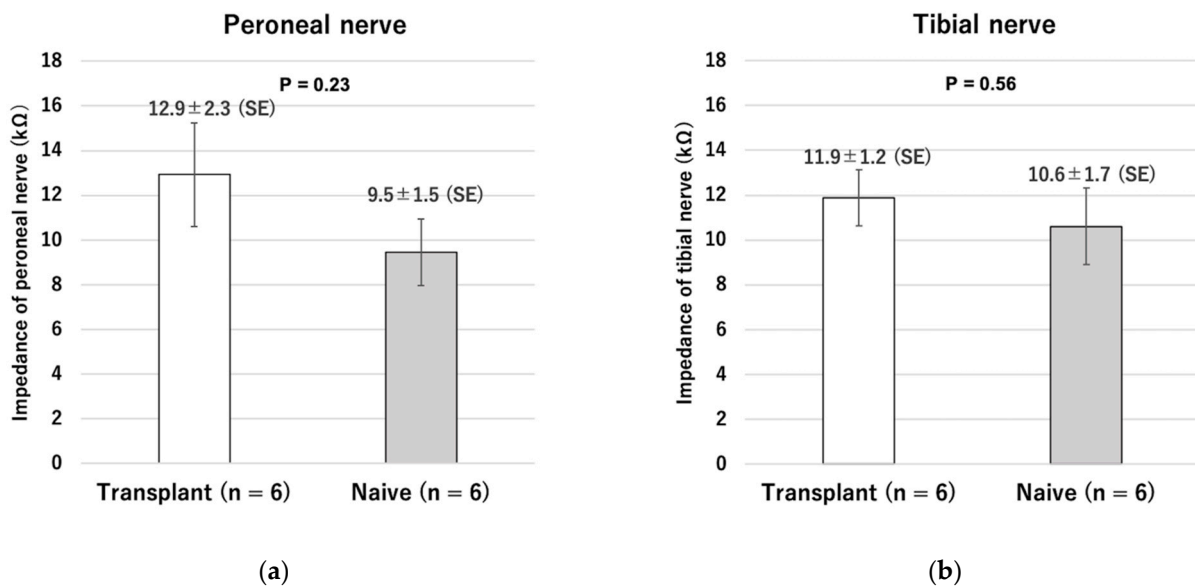 Peroneal nerve
18
16
14
12
10
8
6
4
2
0
Impedance of peroneal nerve (kΩ)
P = 0.23
12.9±2.3 (SE)
9.5±1.5 (SE)
Transplant (n = 6)
Naive (n = 6)
(a)
Tibial nerve
18
16
14
12
10
8
6
4
2
0
Impedance of tibial nerve (kΩ)
P = 0.56
11.9±1.2 (SE)
10.6±1.7 (SE)
Transplant (n = 6)
Naive (n = 6)
(b)